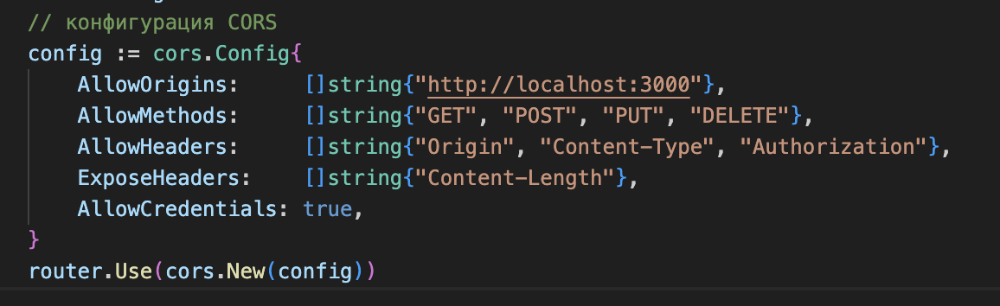 // конфигурация CORS
config := cors.Config{
    AllowOrigins:     []string{"http://localhost:3000"},
    AllowMethods:     []string{"GET", "POST", "PUT", "DELETE"},
    AllowHeaders:     []string{"Origin", "Content-Type", "Authorization"},
    ExposeHeaders:    []string{"Content-Length"},
    AllowCredentials: true,
}
router.Use(cors.New(config))